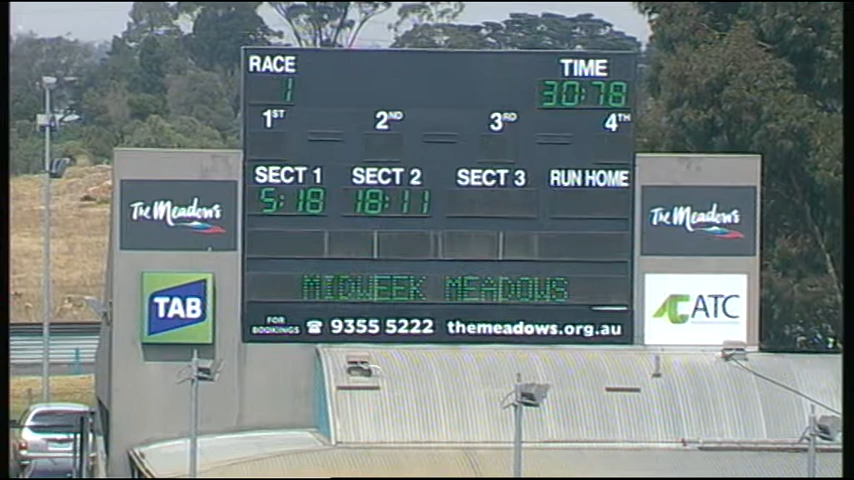 RACE
TIME
1
30:78
1ST
2ND
3RD
4TH
SECT 1
SECT 2
SECT 3
RUN HOME
5:18
18:11
The Meadows
The Meadows
MIDWEEK MEADOWS
TAB
ATC
FOR BOOKINGS ☎ 9355 5222 themeadows.org.au